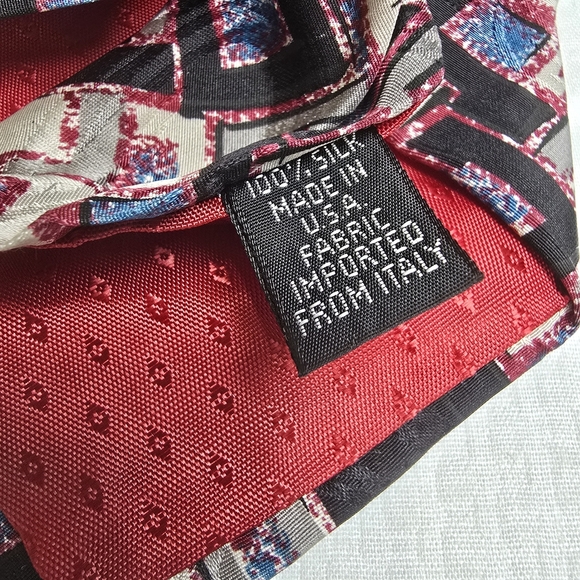 100% SILK
MADE IN
U.S.A.
FABRIC
IMPORTED
FROM ITALY